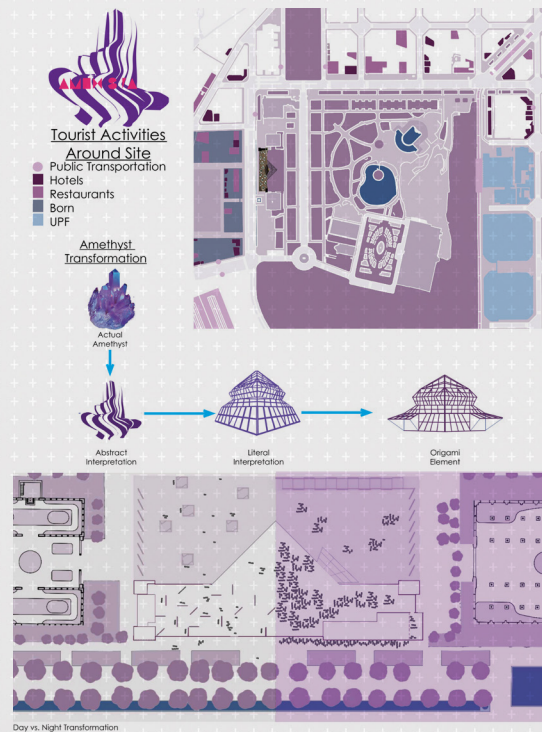 Tourist Activities
Around Site
Public Transportation
Hotels
Restaurants
Born
UPF
Amethyst
Transformation
Actual
Amethyst
Abstract
Interpretation
Literal
Interpretation
Origami
Element
Day vs. Night Transformation